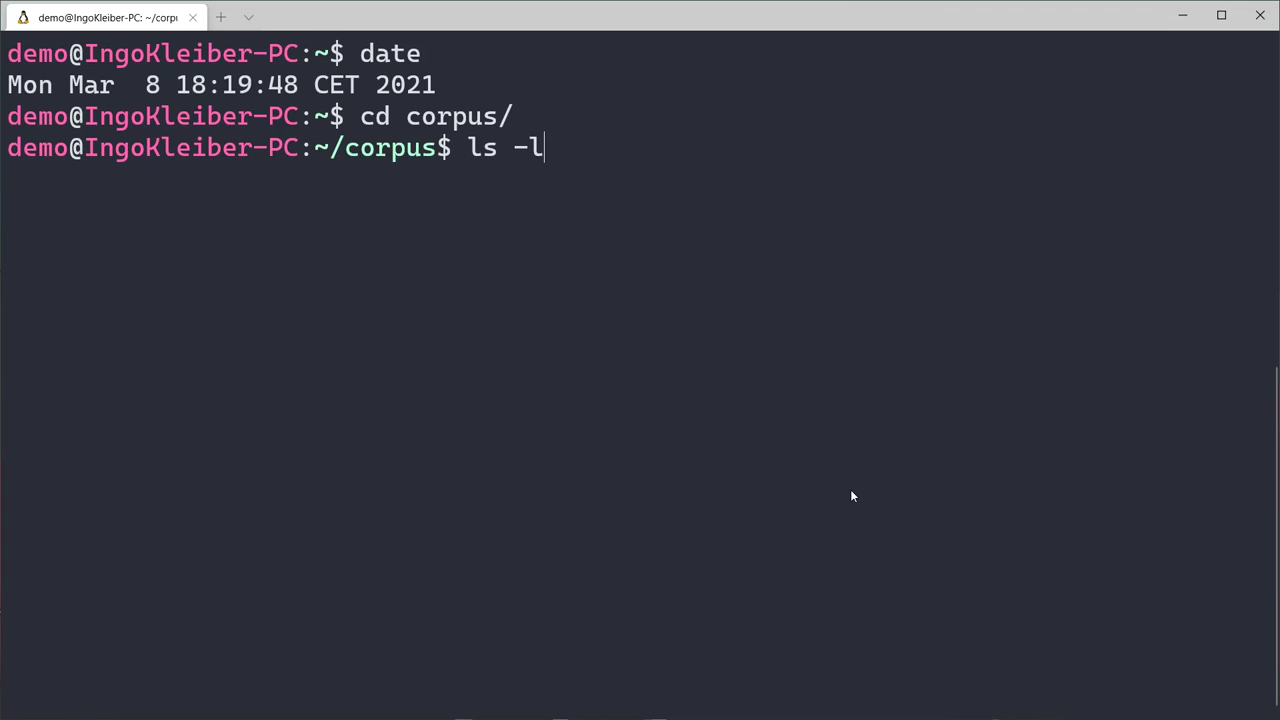 demo@IngoKleiber-PC: ~/corpu
demo@IngoKleiber-PC:~$ date
Mon Mar  8 18:19:48 CET 2021
demo@IngoKleiber-PC:~$ cd corpus/
demo@IngoKleiber-PC:~/corpus$ ls -l